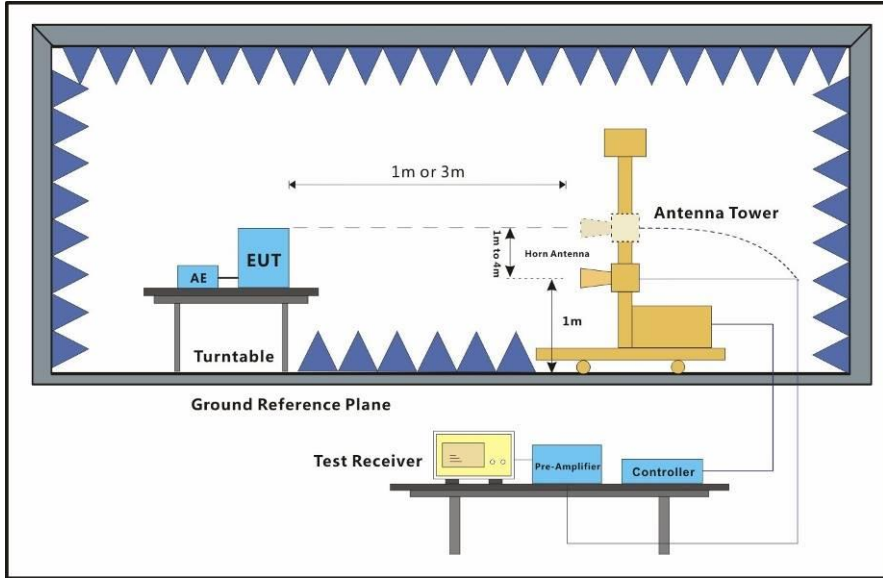 1m or 3m
Antenna Tower
1m to 4m
Horn Antenna
EUT
AE
1m
Turntable
Ground Reference Plane
Test Receiver
Pre-Amplifier
Controller